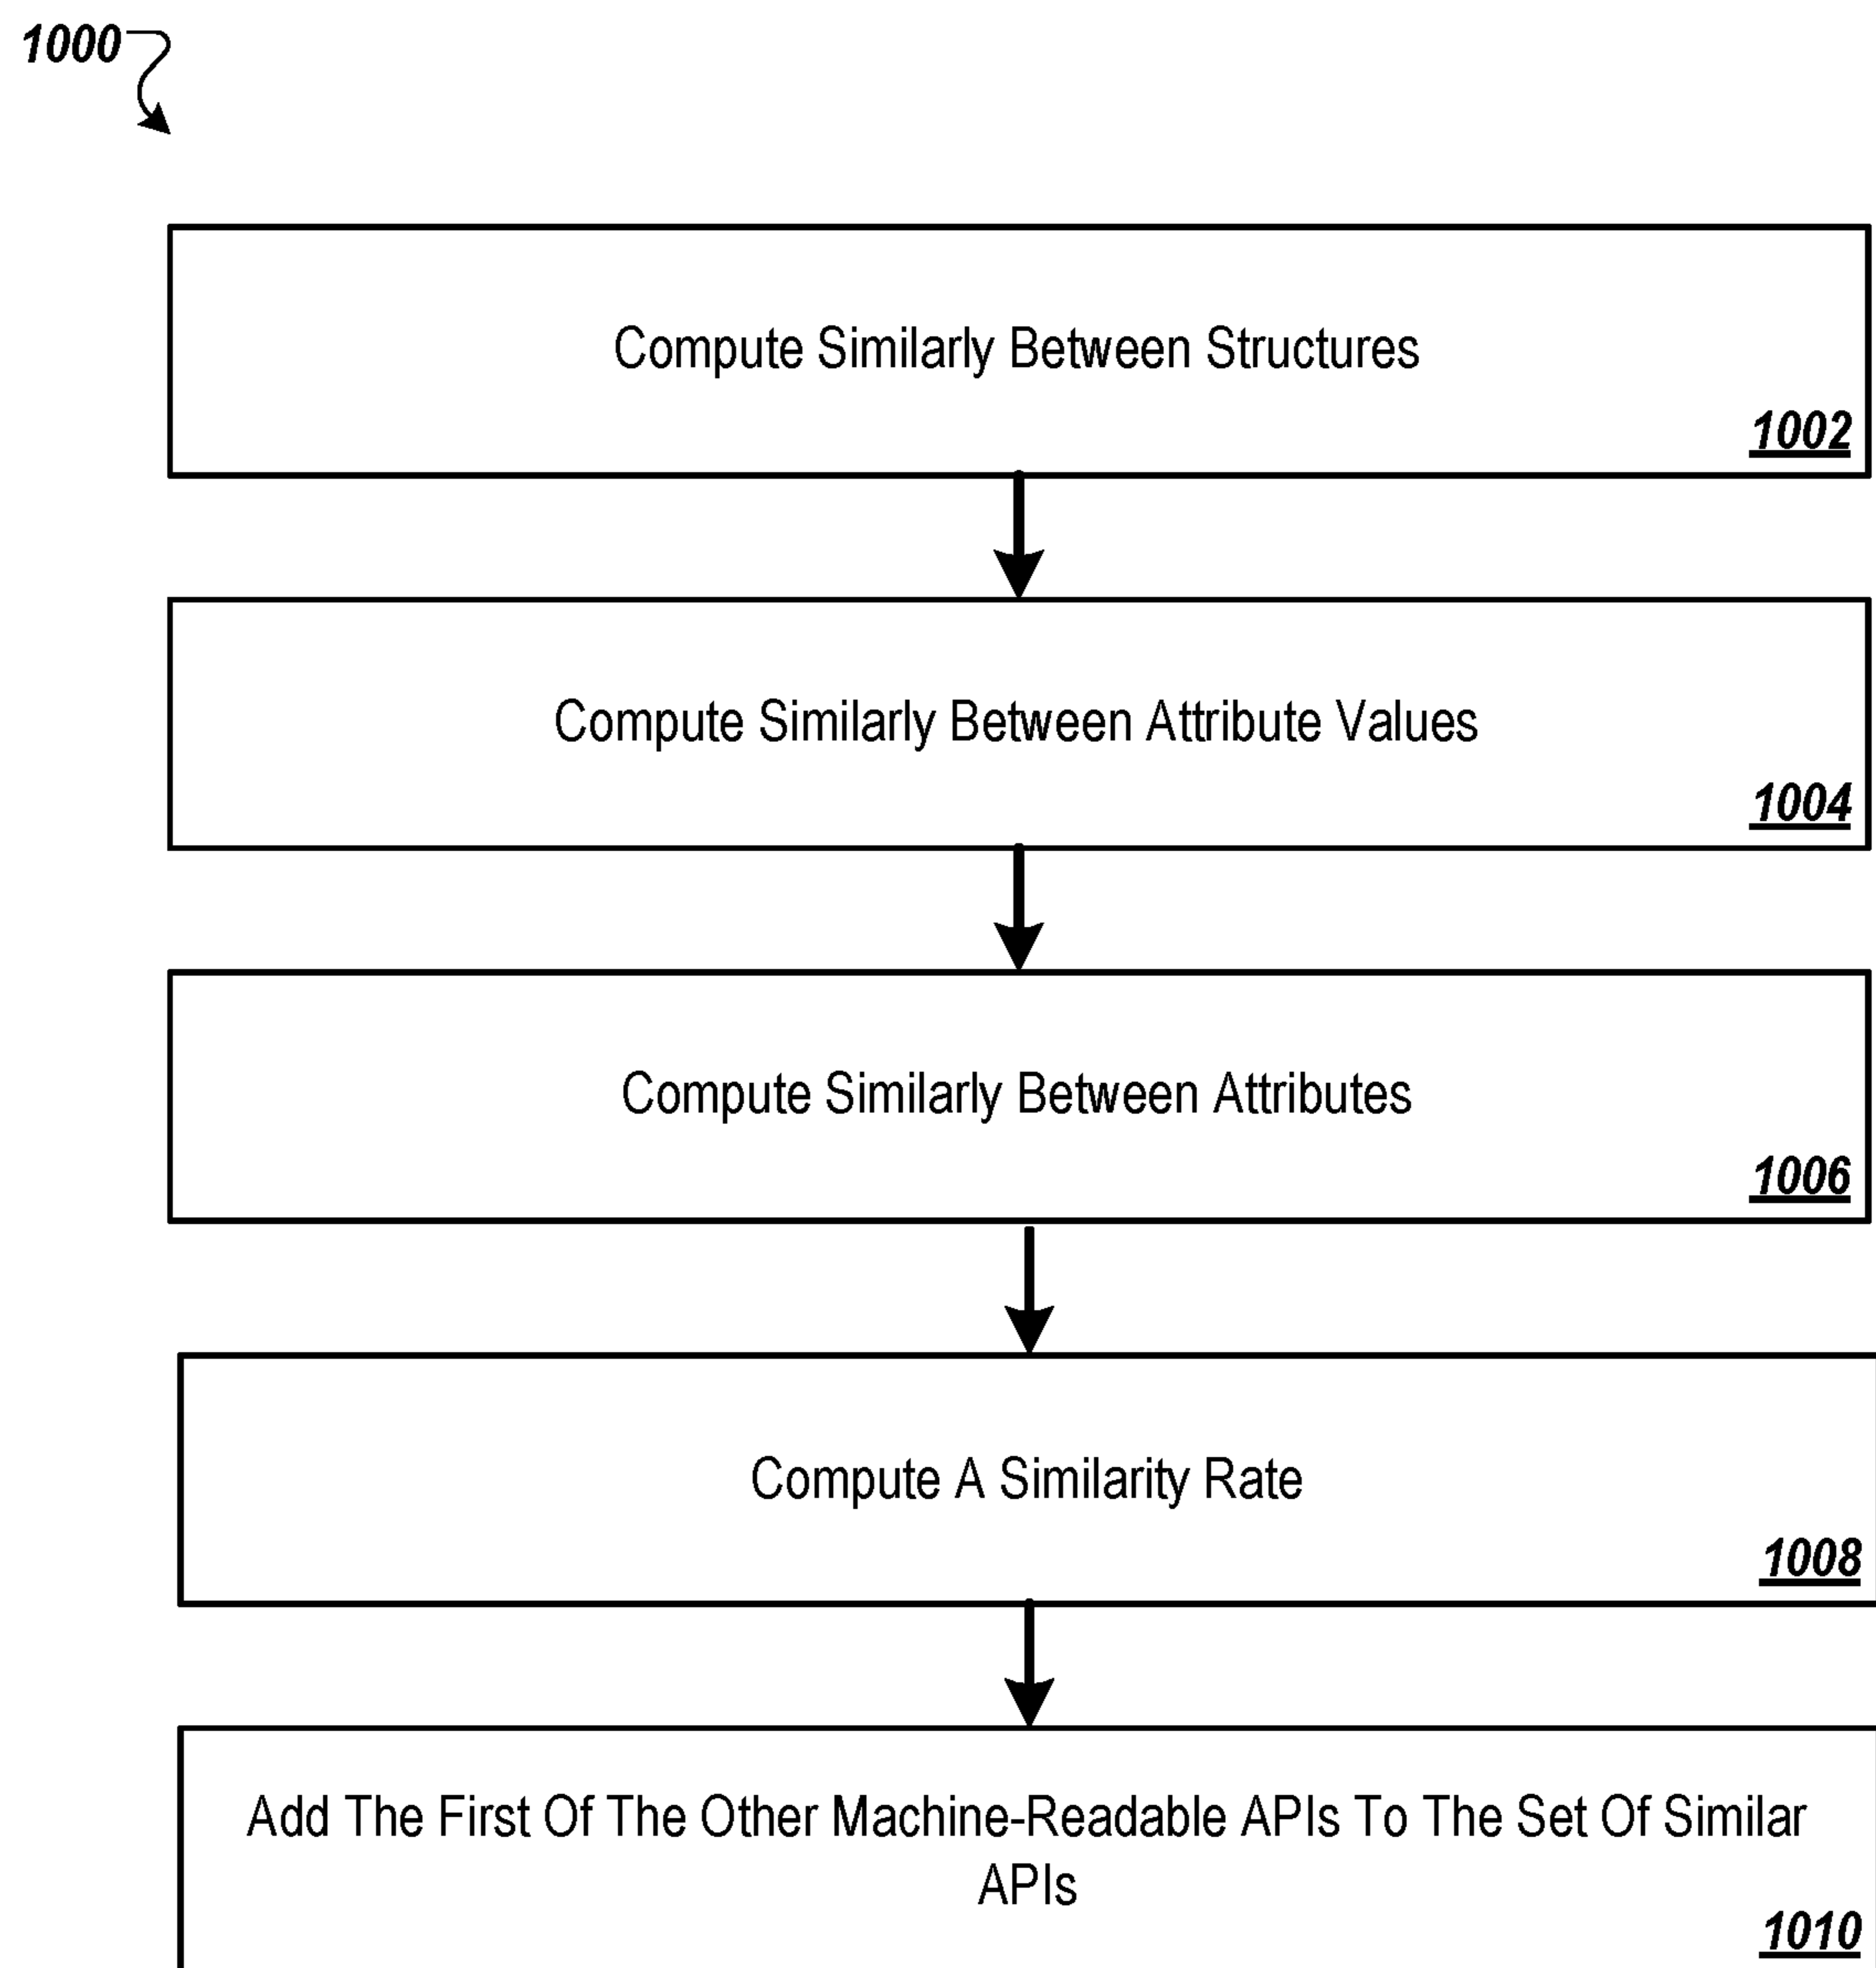 1000
Compute Similarly Between Structures
1002
Compute Similarly Between Attribute Values
1004
Compute Similarly Between Attributes
1006
Compute A Similarity Rate
1008
Add The First Of The Other Machine-Readable APIs To The Set Of Similar
APIs
1010